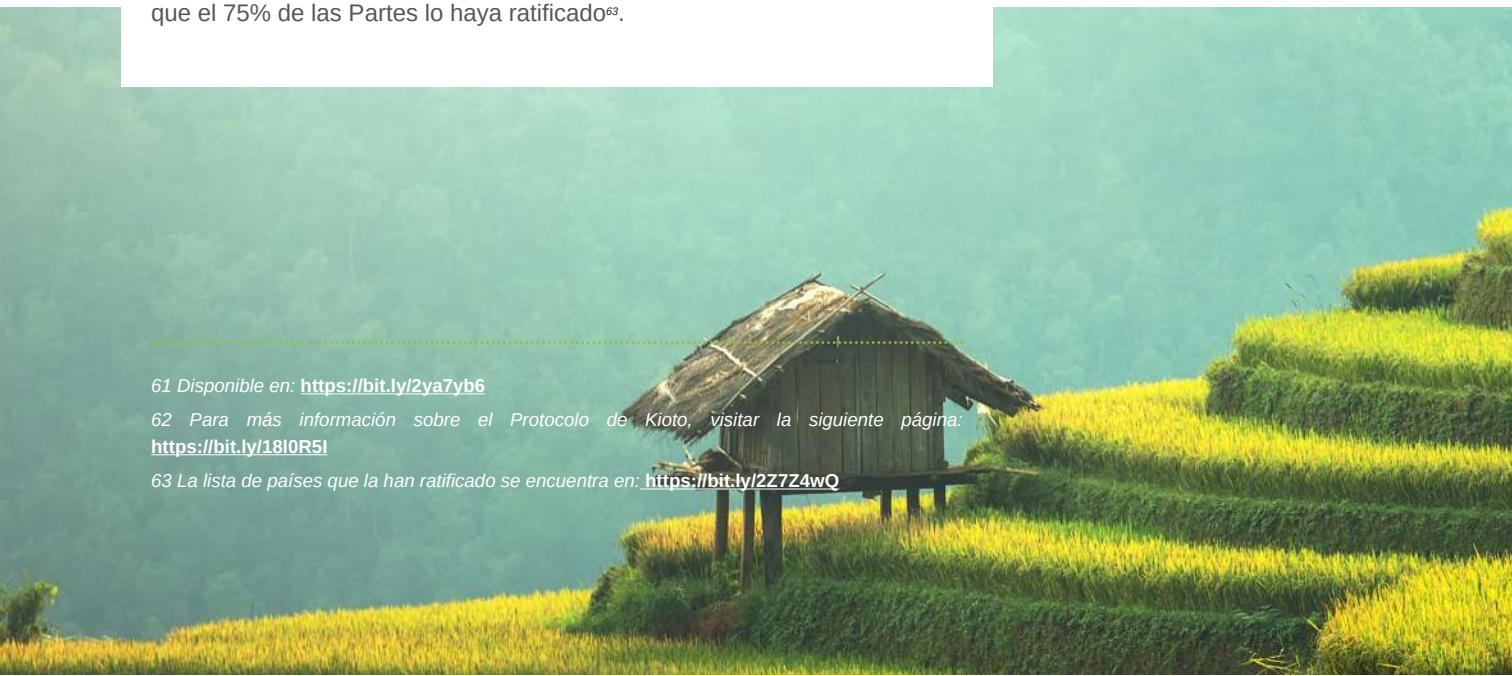 que el 75% de las Partes lo haya ratificado⁶³.
61 Disponible en: https://bit.ly/2ya7yb6
62 Para más información sobre el Protocolo de Kioto, visitar la siguiente página:
https://bit.ly/18l0R5I
63 La lista de países que la han ratificado se encuentra en: https://bit.ly/2Z7Z4wQ